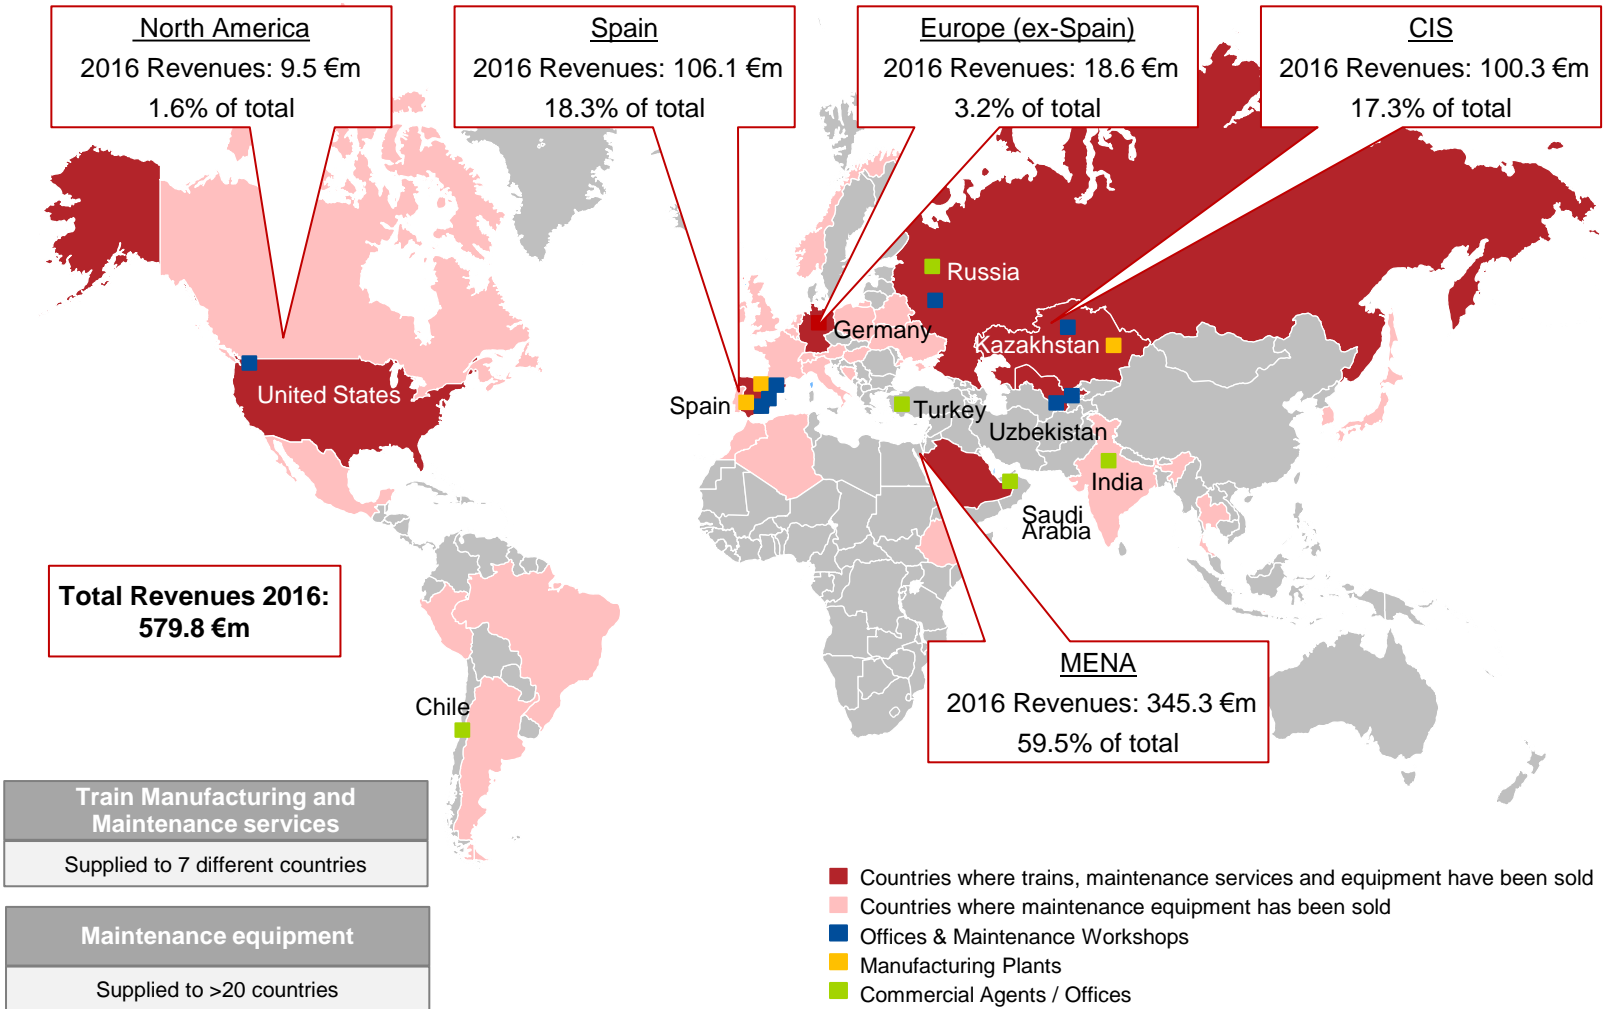 North America
2016 Revenues: 9.5 €m
1.6% of total
Spain
2016 Revenues: 106.1 €m
18.3% of total
Europe (ex-Spain)
2016 Revenues: 18.6 €m
3.2% of total
CIS
2016 Revenues: 100.3 €m
17.3% of total
Russia
Germany
Kazakhstan
United States
Spain
Turkey
Uzbekistan
India
Saudi
Arabia
Total Revenues 2016:
579.8 €m
MENA
2016 Revenues: 345.3 €m
59.5% of total
Chile
Train Manufacturing and
Maintenance services
Supplied to 7 different countries
Maintenance equipment
Supplied to >20 countries
Countries where trains, maintenance services and equipment have been sold
Countries where maintenance equipment has been sold
Offices & Maintenance Workshops
Manufacturing Plants
Commercial Agents / Offices